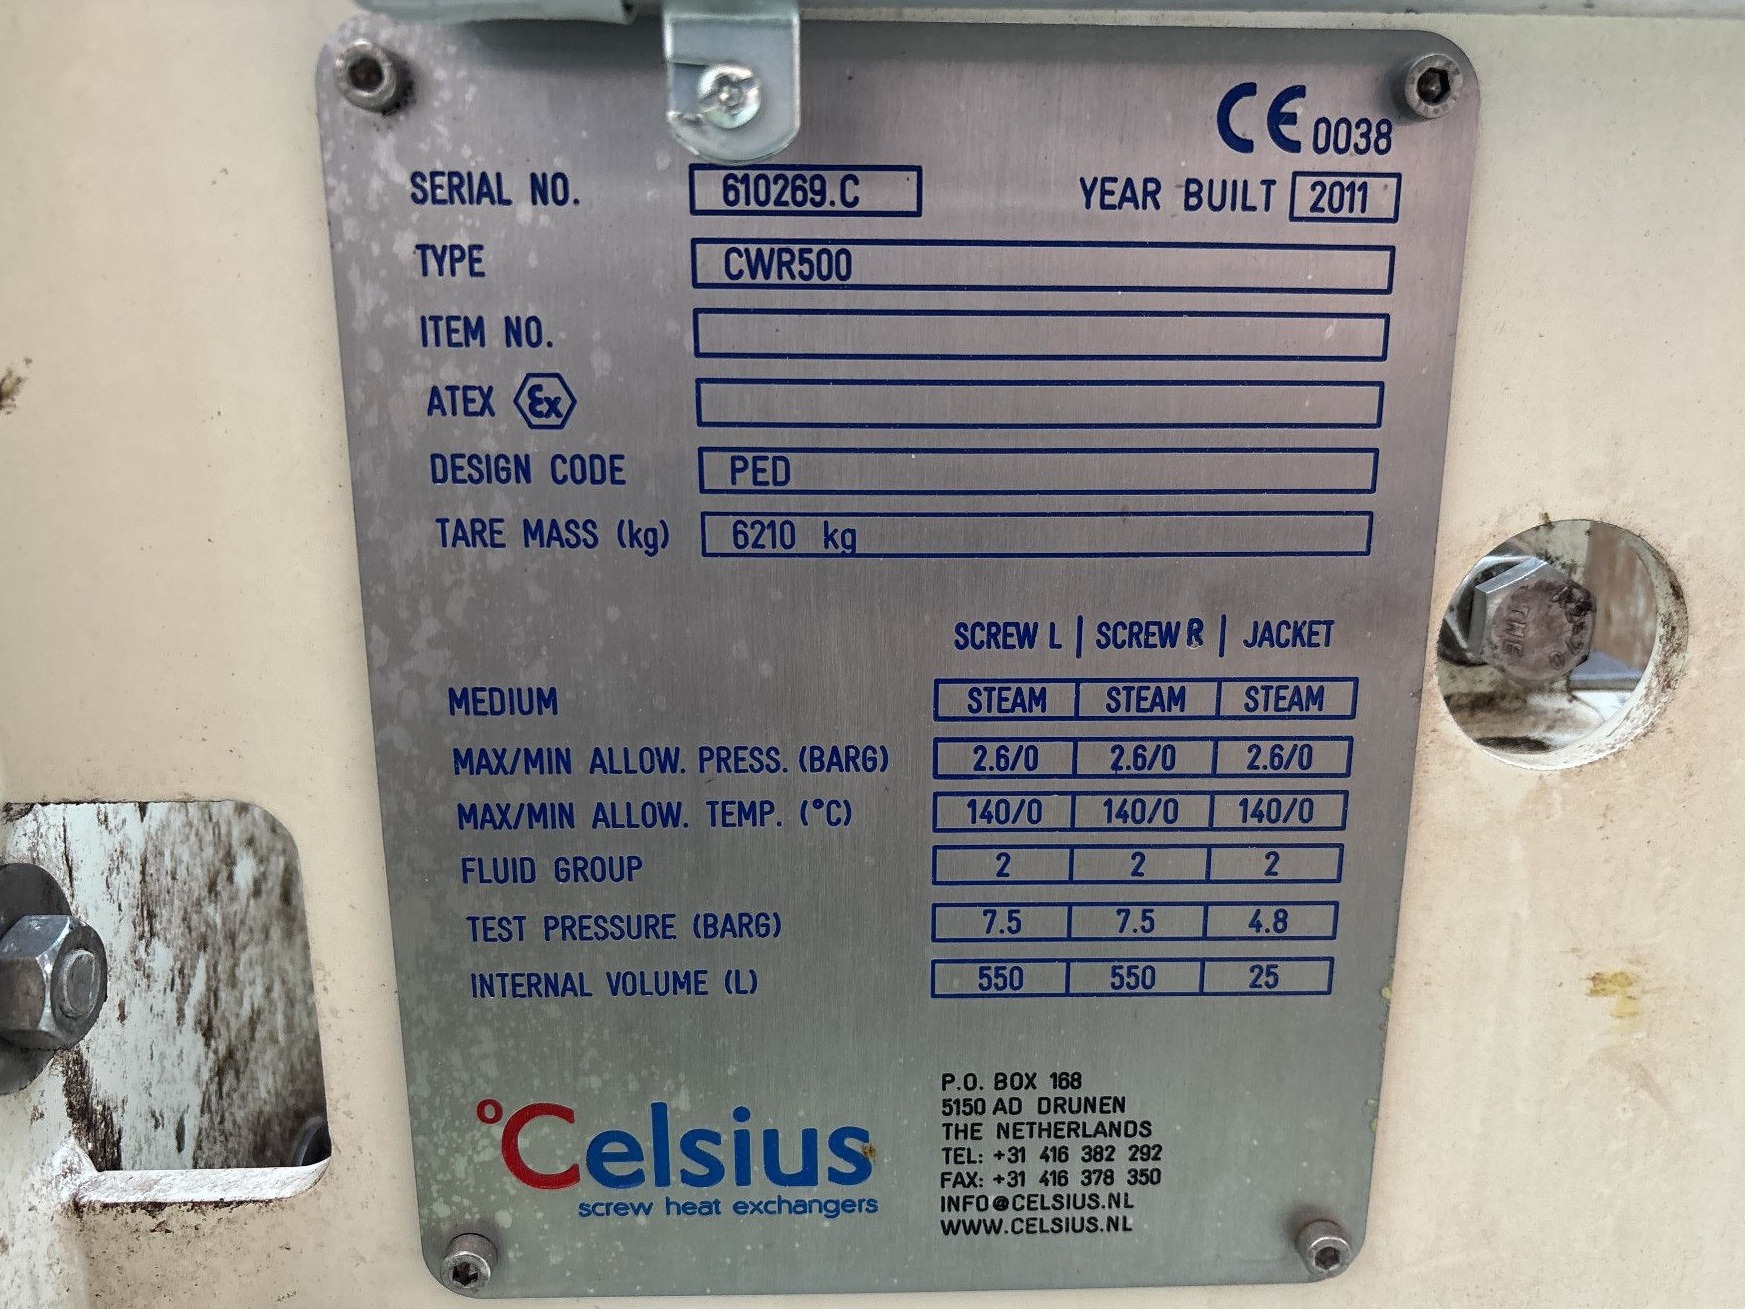 CE 0038
SERIAL NO. 610269.C YEAR BUILT 2011
TYPE CWR500
ITEM NO.
ATEX Ex
DESIGN CODE PED
TARE MASS (kg) 6210 kg
SCREW L | SCREW R | JACKET
MEDIUM STEAM STEAM STEAM
MAX/MIN ALLOW. PRESS. (BARG) 2.6/0 2.6/0 2.6/0
MAX/MIN ALLOW. TEMP. (°C) 140/0 140/0 140/0
FLUID GROUP 2 2 2
TEST PRESSURE (BARG) 7.5 7.5 4.8
INTERNAL VOLUME (L) 550 550 25
°Celsius
screw heat exchangers
P.O. BOX 168
5150 AD DRUNEN
THE NETHERLANDS
TEL: +31 416 382 292
FAX: +31 416 378 350
INFO@CELSIUS.NL
WWW.CELSIUS.NL